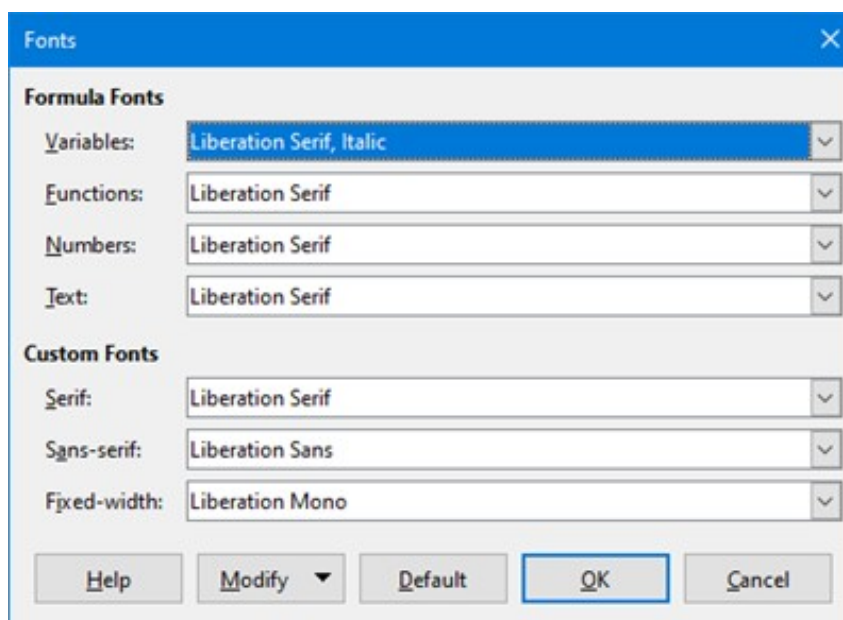 Fonts
Formula Fonts
Variables: Liberation Serif, Italic
Functions: Liberation Serif
Numbers: Liberation Serif
Text: Liberation Serif
Custom Fonts
Serif: Liberation Serif
Sans-serif: Liberation Sans
Fixed-width: Liberation Mono
Help Modify Default OK Cancel